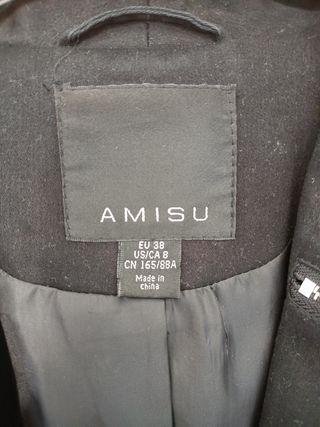 AMISU
EU 38
US/CA 8
CN 165/88A
Made in
china